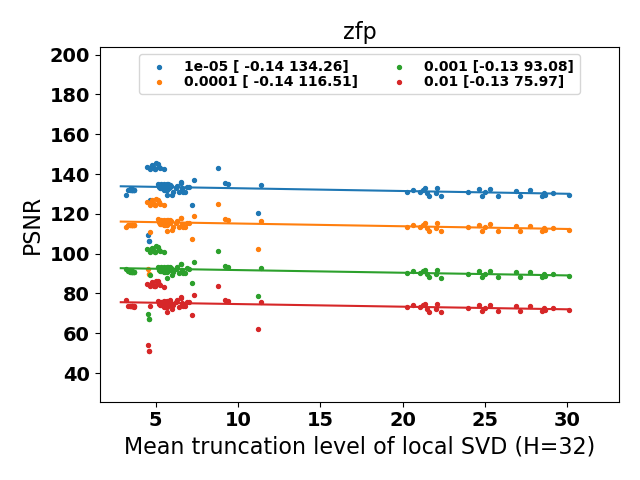 zfp
1e-05 [ -0.14 134.26]
0.0001 [ -0.14 116.51]
0.001 [-0.13 93.08]
0.01 [-0.13 75.97]
200
180
160
140
120
100
80
60
40
PSNR
5 10 15 20 25 30
Mean truncation level of local SVD (H=32)